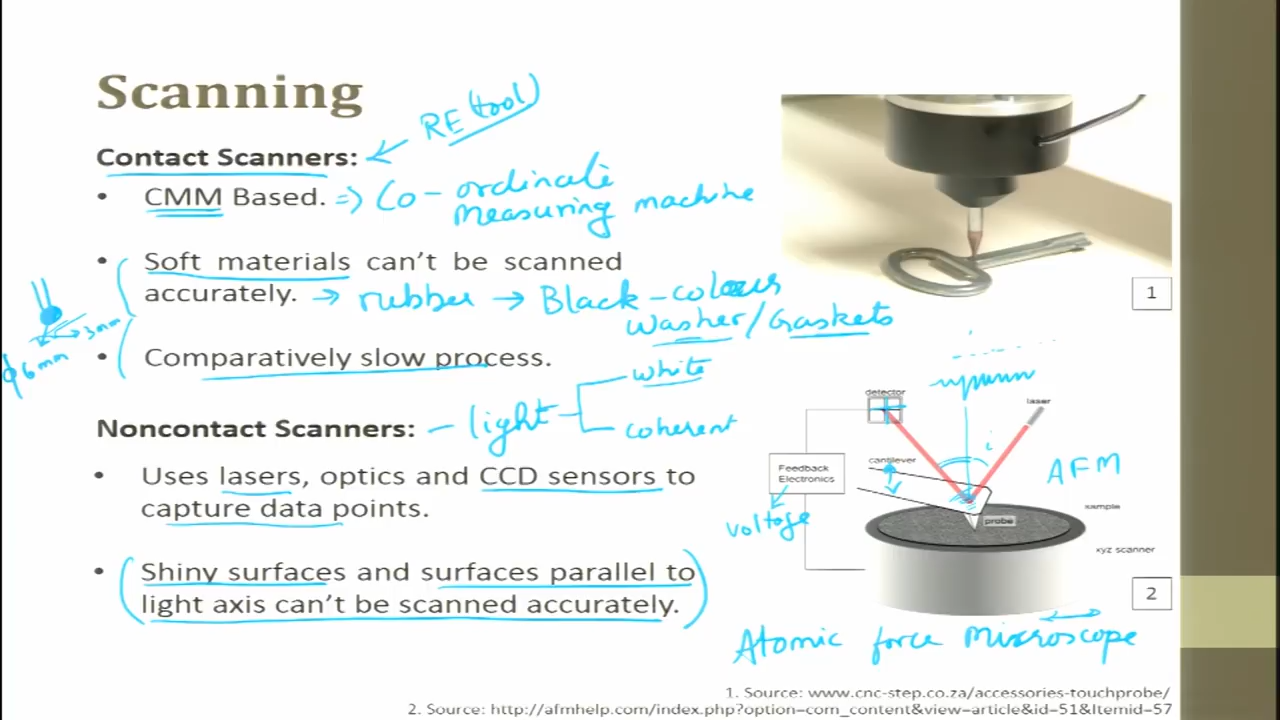 Scanning
RE (tool)
Contact Scanners:
• CMM Based. => Co-ordinate
measuring machine
• Soft materials can't be scanned
accurately. → rubber → Black-colours
washer/Gaskets
3mm
ϕ6mm
• Comparatively slow process.
1
white
Noncontact Scanners: - light
coherent
• Uses lasers, optics and CCD sensors to
capture data points.
• Shiny surfaces and surfaces parallel to
light axis can't be scanned accurately.
detector
laser
i
cantilever
AFM
Feedback
Electronics
voltage
probe
sample
xyz scanner
2
Atomic force Microscope
1. Source: www.cnc-step.co.za/accessories-touchprobe/
2. Source: http://afmhelp.com/index.php?option=com_content&view=article&id=51&Itemid=57